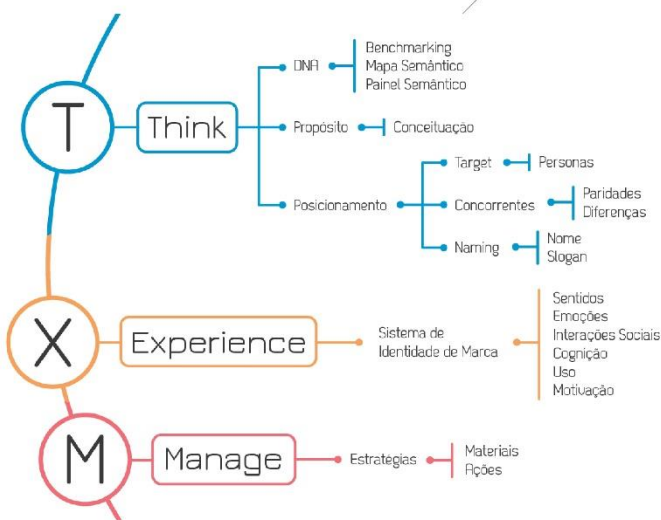 T
Think
DNA
Benchmarking
Mapa Semântico
Painel Semântico
Propósito
Conceituação
Posicionamento
Target
Personas
Concorrentes
Paridades
Diferenças
Naming
Nome
Slogan
X
Experience
Sistema de
Identidade de Marca
Sentidos
Emoções
Interações Sociais
Cognição
Uso
Motivação
M
Manage
Estratégias
Materiais
Ações